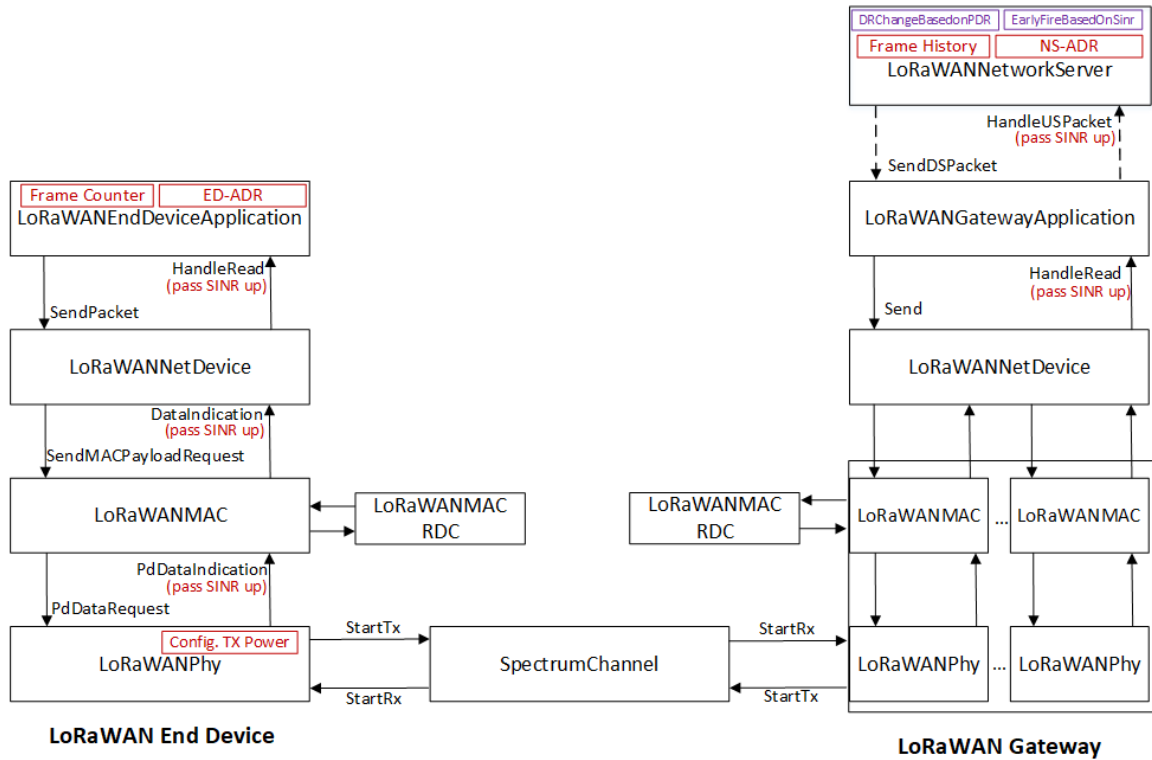 DRChangeBasedonPDR
EarlyFireBasedOnSinr
Frame History
NS-ADR
LoRaWANNetworkServer
HandleUSPacket
(pass SINR up)
SendDSPacket
Frame Counter
ED-ADR
LoRaWANEndDeviceApplication
LoRaWANGatewayApplication
HandleRead
(pass SINR up)
SendPacket
HandleRead
(pass SINR up)
Send
LoRaWANNetDevice
LoRaWANNetDevice
DataIndication
(pass SINR up)
SendMACPayloadRequest
LoRaWANMAC
LoRaWANMAC
RDC
LoRaWANMAC
RDC
LoRaWANMAC
...
LoRaWANMAC
PdDataIndication
(pass SINR up)
PdDataRequest
Config. TX Power
LoRaWANPhy
StartTx
StartRx
SpectrumChannel
StartRx
StartTx
LoRaWANPhy
...
LoRaWANPhy
LoRaWAN End Device
LoRaWAN Gateway